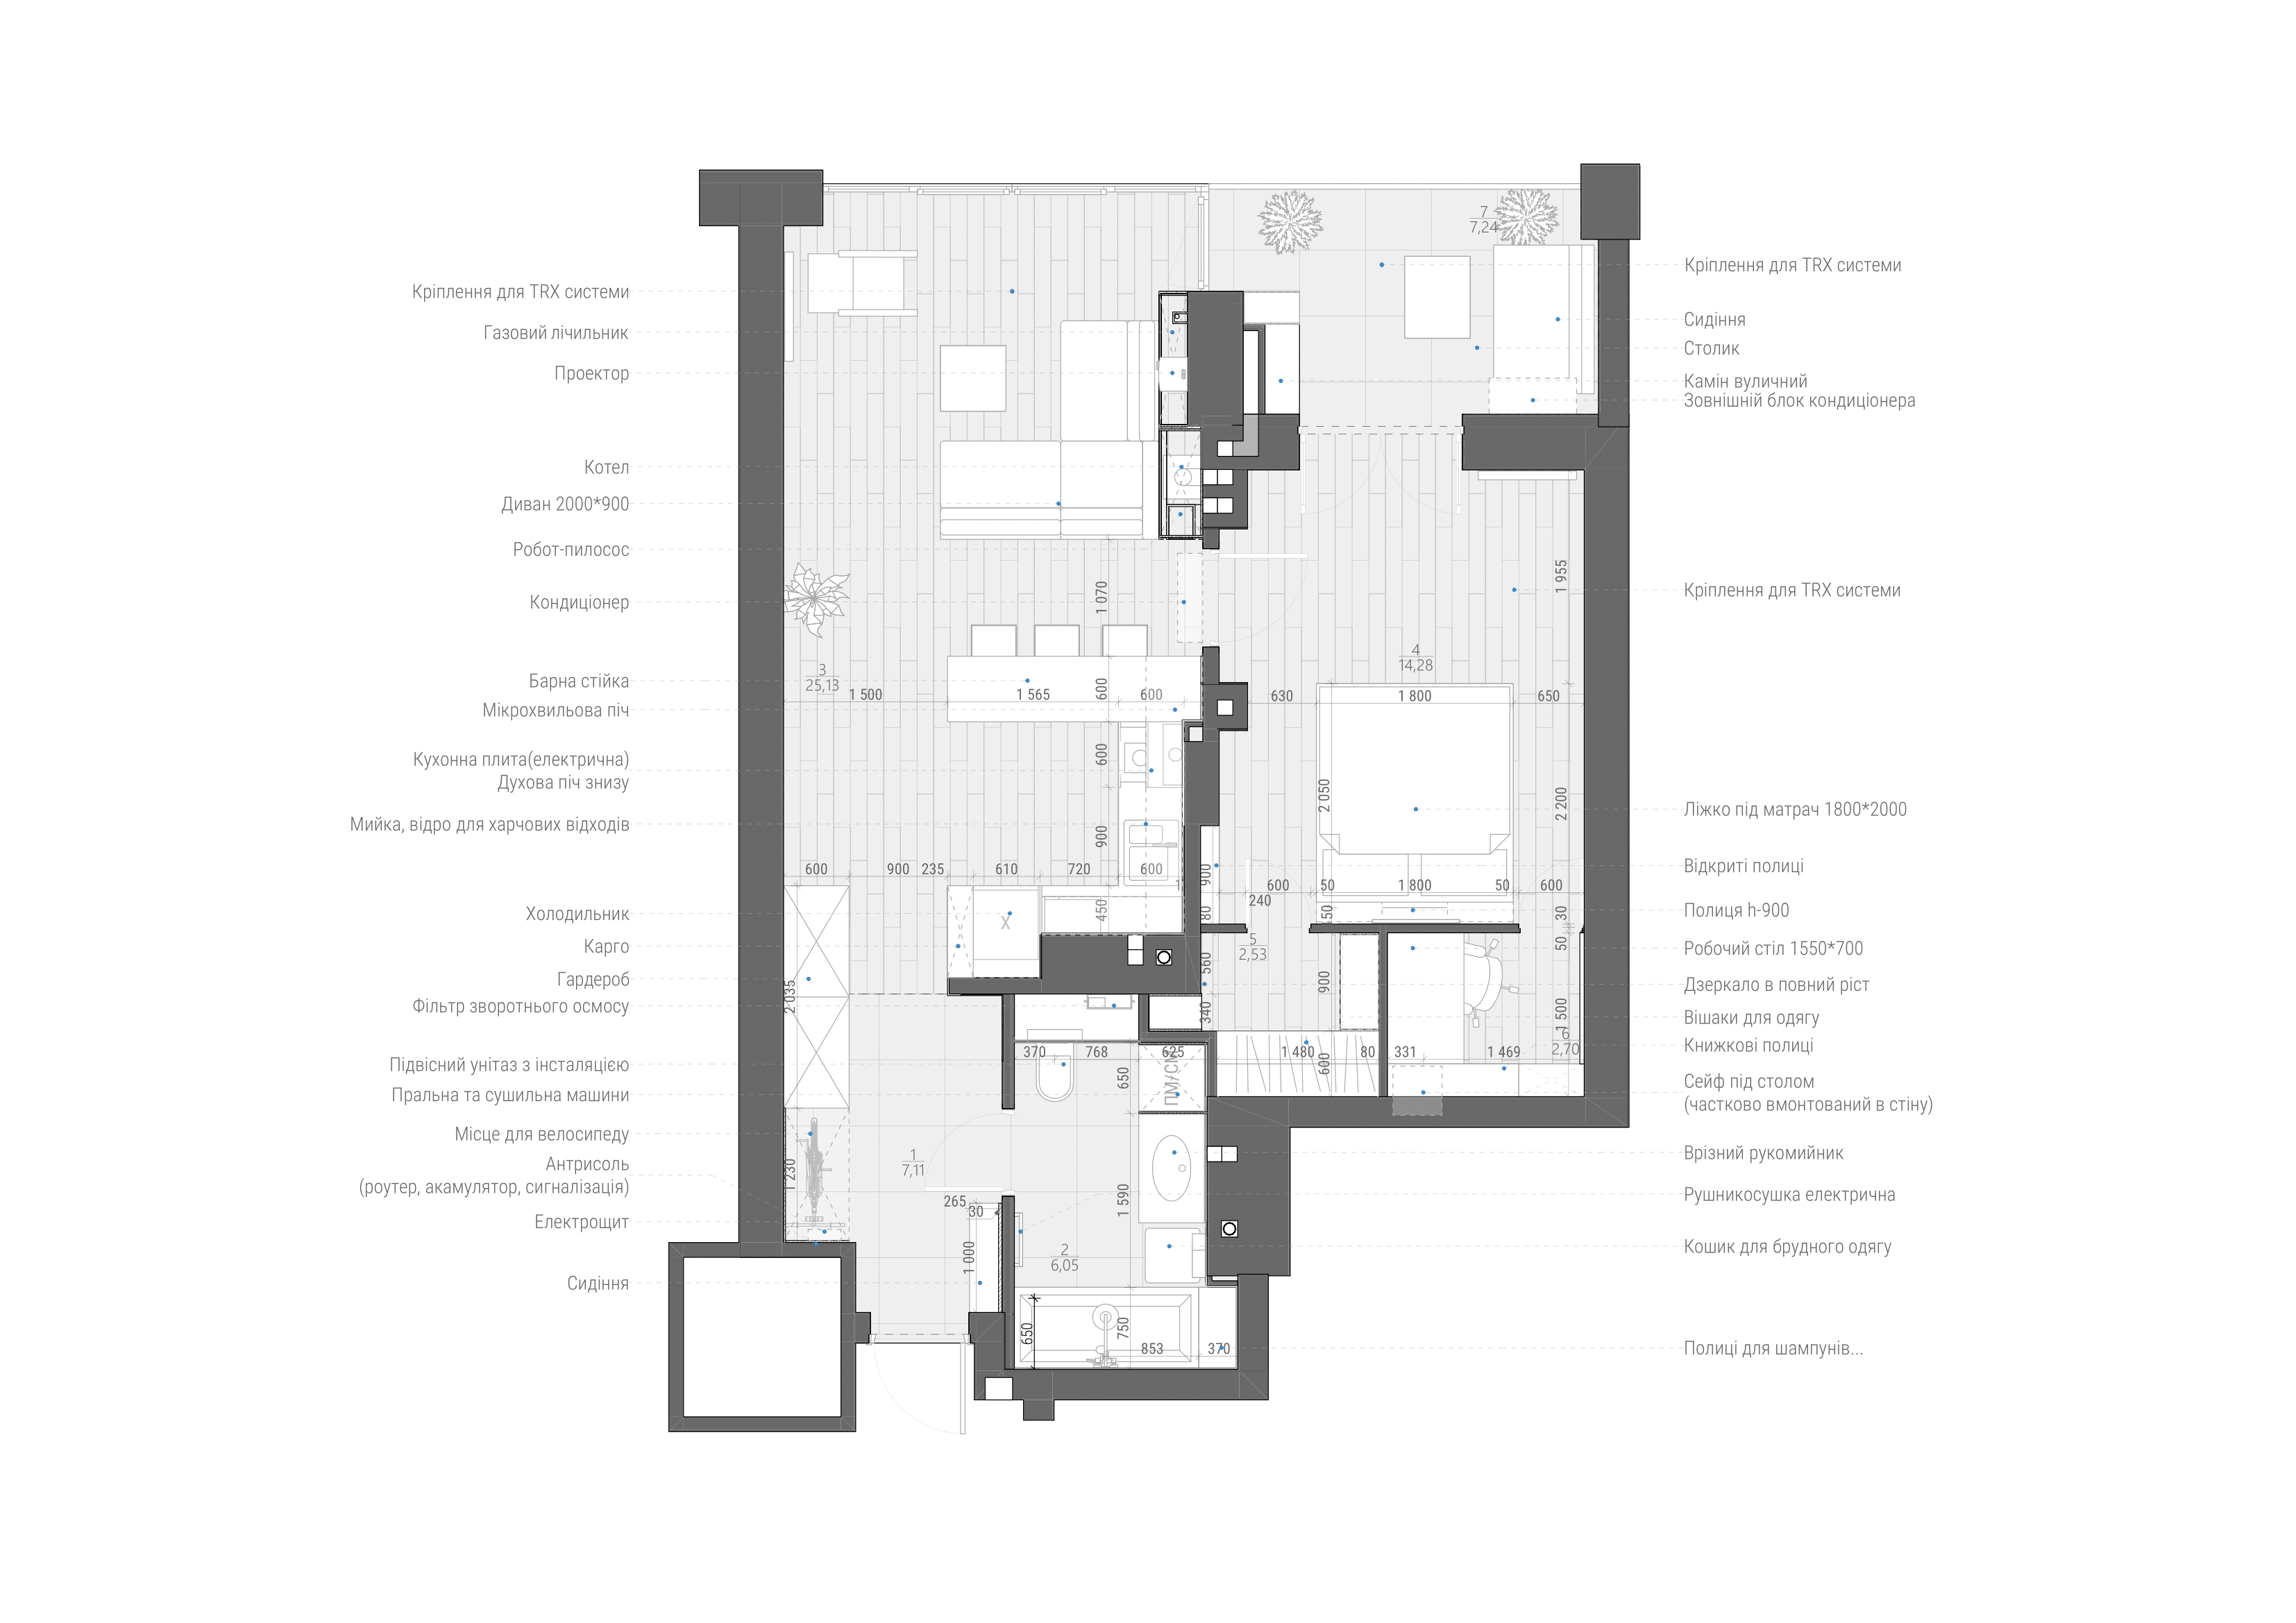 Кріплення для TRX системи
Газовий лічильник
Проектор
Котел
Диван 2000*900
Робот-пилосос
Кондиціонер
Барна стійка
Мікрохвильова піч
Кухонна плита(електрична)
Духова піч знизу
Мийка, відро для харчових відходів
Холодильник
Карго
Гардероб
Фільтр зворотнього осмосу
Підвісний унітаз з інсталяцією
Пральна та сушильна машини
Місце для велосипеду
Антрисоль
(роутер, акамулятор, сигналізація)
Електрощит
Сидіння
7
7,24
1 070
1 955
3
25,13
4
14,28
1 500
1 565
600
600
630
1 800
650
600
2 050
2 200
900
600
900
235
610
720
600
1
900
600
50
1 800
50
600
240
X
450
80
50
30
50
5
2,53
560
900
2 035
340
1 500
6
2,70
370
768
625
1 480
80
331
1 469
600
650
ПМ/СМ
1
7,11
1 230
265
30
1 590
1 000
2
6,05
650
750
853
370
Кріплення для TRX системи
Сидіння
Столик
Камін вуличний
Зовнішній блок кондиціонера
Кріплення для TRX системи
Ліжко під матрач 1800*2000
Відкриті полиці
Полиця h-900
Робочий стіл 1550*700
Дзеркало в повний ріст
Вішаки для одягу
Книжкові полиці
Сейф під столом
(частково вмонтований в стіну)
Врізний рукомийник
Рушникосушка електрична
Кошик для брудного одягу
Полиці для шампунів...